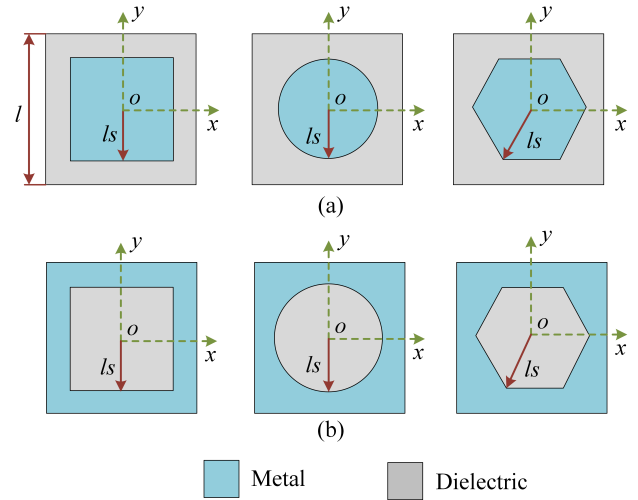 y y y
l o x o x o x
ls ls ls
(a)
y y y
o x o x o x
ls ls ls
(b)
Metal Dielectric